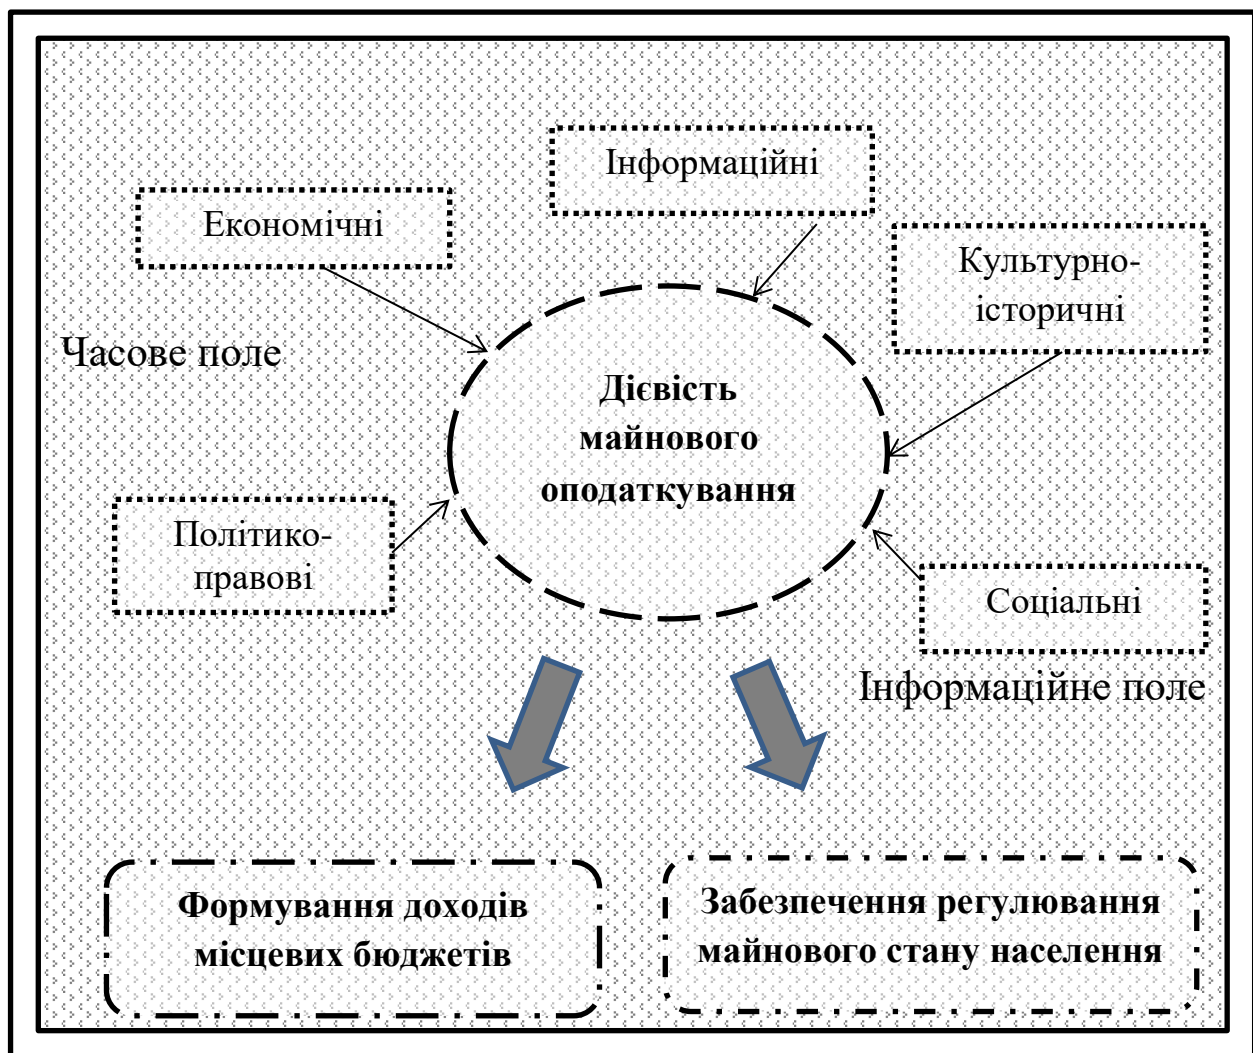 Інформаційні
Економічні
Культурно-
історичні
Часове поле
Дієвість
майнового
оподаткування
Політико-
правові
Соціальні
Інформаційне поле
Формування доходів
місцевих бюджетів
Забезпечення регулювання
майнового стану населення